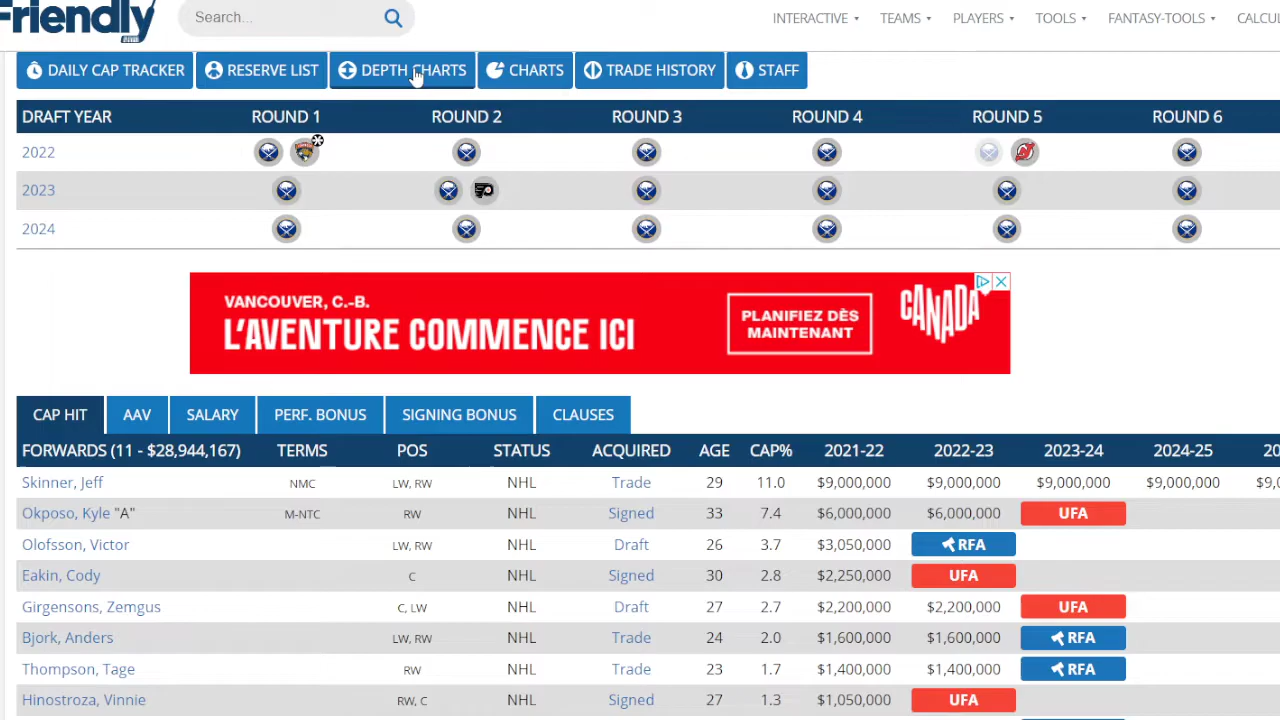 Friendly
Search...
INTERACTIVE TEAMS PLAYERS TOOLS FANTASY-TOOLS CALCU
DAILY CAP TRACKER RESERVE LIST DEPTH CHARTS CHARTS TRADE HISTORY STAFF
DRAFT YEAR ROUND 1 ROUND 2 ROUND 3 ROUND 4 ROUND 5 ROUND 6
2022
2023
2024
VANCOUVER, C.-B.
L'AVENTURE COMMENCE ICI
PLANIFIEZ DÈS
MAINTENANT
CANADA
CAP HIT AAV SALARY PERF. BONUS SIGNING BONUS CLAUSES
FORWARDS (11 - $28,944,167) TERMS POS STATUS ACQUIRED AGE CAP% 2021-22 2022-23 2023-24 2024-25 20
Skinner, Jeff NMC LW, RW NHL Trade 29 11.0 $9,000,000 $9,000,000 $9,000,000 $9,000,000 $9,0
Okposo, Kyle "A" M-NTC RW NHL Signed 33 7.4 $6,000,000 $6,000,000 UFA
Olofsson, Victor LW, RW NHL Draft 26 3.7 $3,050,000 RFA
Eakin, Cody C NHL Signed 30 2.8 $2,250,000 UFA
Girgensons, Zemgus C, LW NHL Draft 27 2.7 $2,200,000 $2,200,000 UFA
Bjork, Anders LW, RW NHL Trade 24 2.0 $1,600,000 $1,600,000 RFA
Thompson, Tage RW NHL Trade 23 1.7 $1,400,000 $1,400,000 RFA
Hinostroza, Vinnie RW, C NHL Signed 27 1.3 $1,050,000 UFA